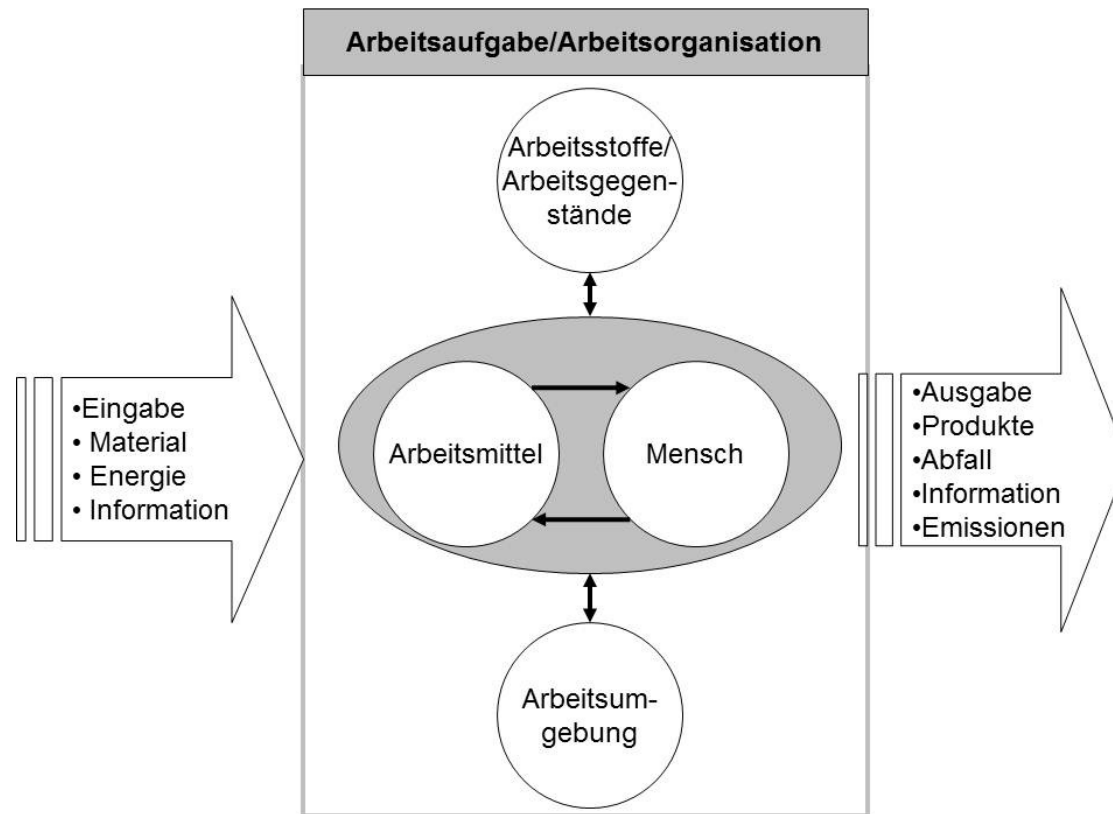 Arbeitsaufgabe/Arbeitsorganisation
Arbeitsstoffe/
Arbeitsgegen-
stände
•Eingabe
• Material
• Energie
• Information
Arbeitsmittel
Mensch
•Ausgabe
•Produkte
•Abfall
•Information
•Emissionen
Arbeitsum-
gebung